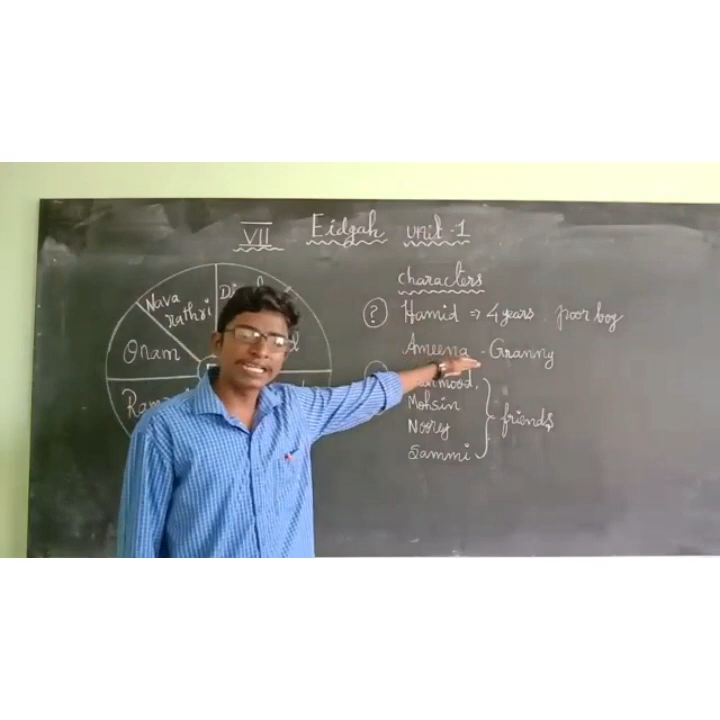 VII Eidgah unit-1
Nava
rathri
Onam
characters
? Hamid ⇒ 4 years, poor boy
Ameena - Granny
Mohsin
Noorey
Sammi
friends